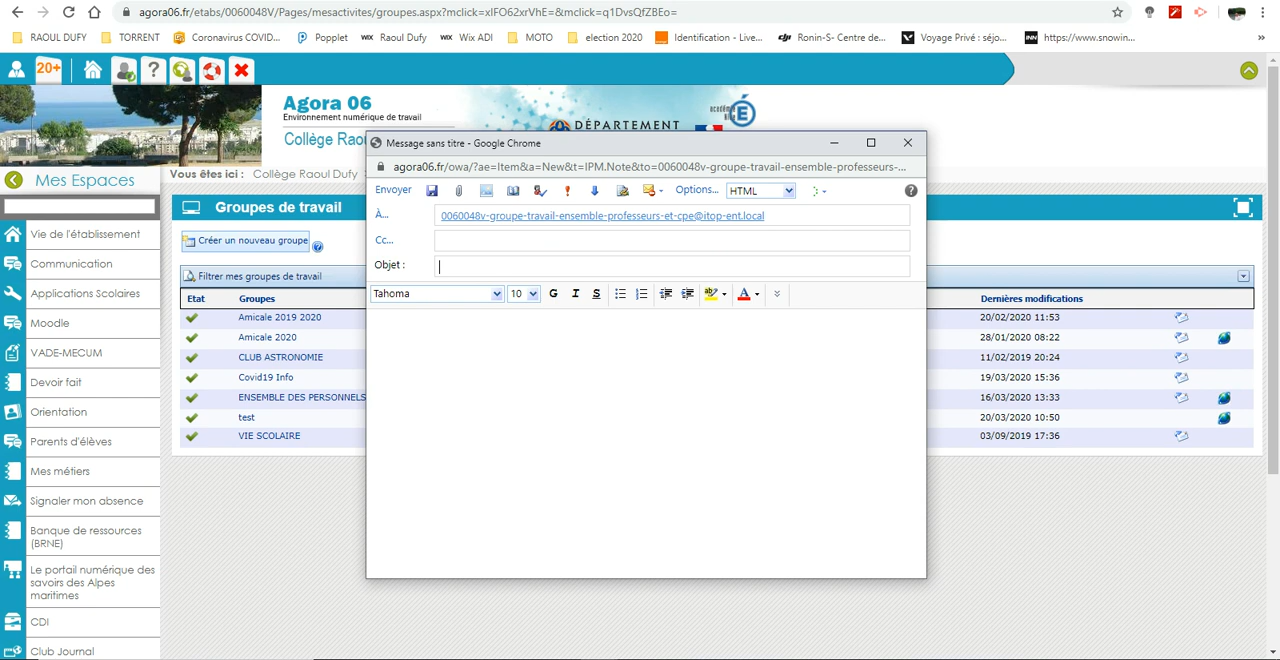 agora06.fr/etabs/0060048V/Pages/mesactivites/groupes.aspx?mclick=xIFO62xrVhE=&mclick=q1DvsQfZBEo=
RAOUL DUFY TORRENT Coronavirus COVID... Popplet Raoul Dufy Wix ADI MOTO election 2020 Identification - Live... Ronin-S- Centre de... Voyage Privé : séjo... https://www.snowin... »
20+ ?
Agora 06
Environnement numérique de travail
Collège Raou
DÉPARTEMENT
académie
Mes Espaces
Vous êtes ici : Collège Raoul Dufy
Groupes de travail
Créer un nouveau groupe
Filtrer mes groupes de travail
Etat Groupes Dernières modifications
Amicale 2019 2020 20/02/2020 11:53
Amicale 2020 28/01/2020 08:22
CLUB ASTRONOMIE 11/02/2019 20:24
Covid19 Info 19/03/2020 15:36
ENSEMBLE DES PERSONNELS 16/03/2020 13:33
test 20/03/2020 10:50
VIE SCOLAIRE 03/09/2019 17:36
Vie de l'établissement
Communication
Applications Scolaires
Moodle
VADE-MECUM
Devoir fait
Orientation
Parents d'élèves
Mes métiers
Signaler mon absence
Banque de ressources
(BRNE)
Le portail numérique des
savoirs des Alpes
maritimes
CDI
Club Journal
Message sans titre - Google Chrome
agora06.fr/owa/?ae=Item&a=New&t=IPM.Note&to=0060048v-groupe-travail-ensemble-professeurs-...
Envoyer Options... HTML
À... 0060048v-groupe-travail-ensemble-professeurs-et-cpe@itop-ent.local
Cc...
Objet :
Tahoma 10 G I S ab A